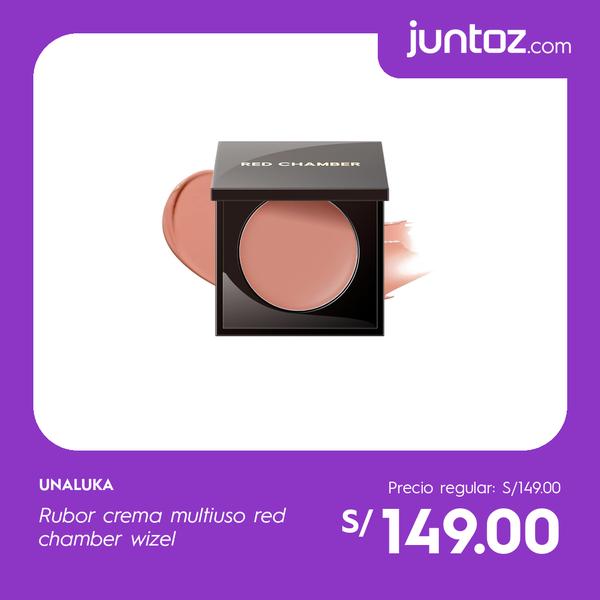 juntoz.com
RED CHAMBER
UNALUKA
Rubor crema multiuso red
chamber wizel
Precio regular: S/149.00
S/149.00